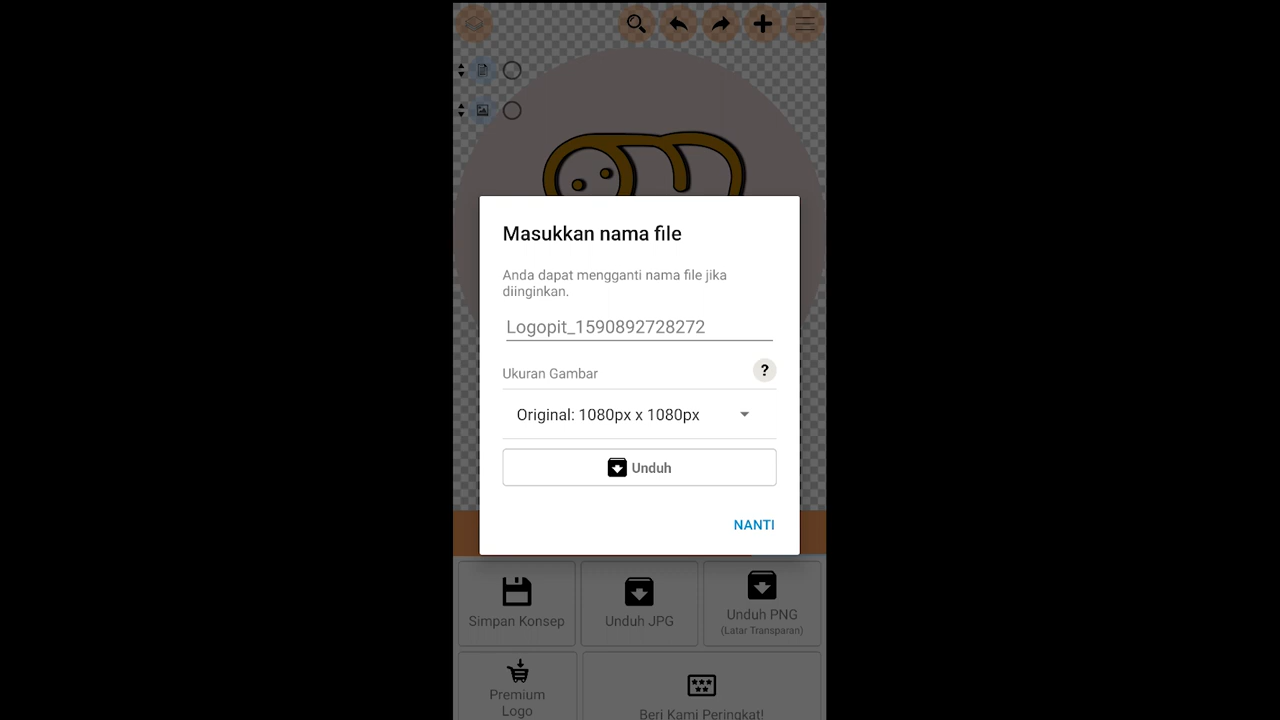 Masukkan nama file
Anda dapat mengganti nama file jika
diinginkan.
Logopit_1590892728272
Ukuran Gambar
?
Original: 1080px x 1080px
Unduh
NANTI
Simpan Konsep
Unduh JPG
Unduh PNG
(Latar Transparan)
Premium
Logo
Beri Kami Peringkat!